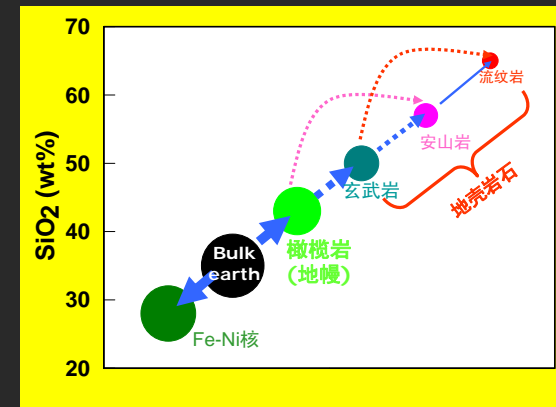 SiO2 (wt%)
70
60
50
40
30
20
流纹岩
安山岩
玄武岩
地壳岩石
橄榄岩
(地幔)
Bulk
earth
Fe-Ni核